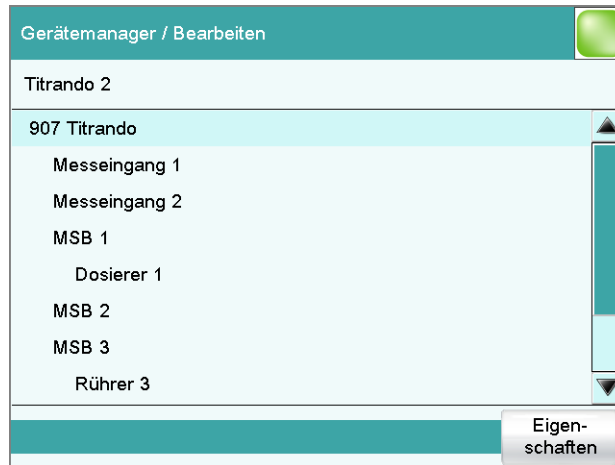 Gerätemanager / Bearbeiten
Titrando 2
907 Titrando
Messeingang 1
Messeingang 2
MSB 1
Dosierer 1
MSB 2
MSB 3
Rührer 3
Eigen-
schaften